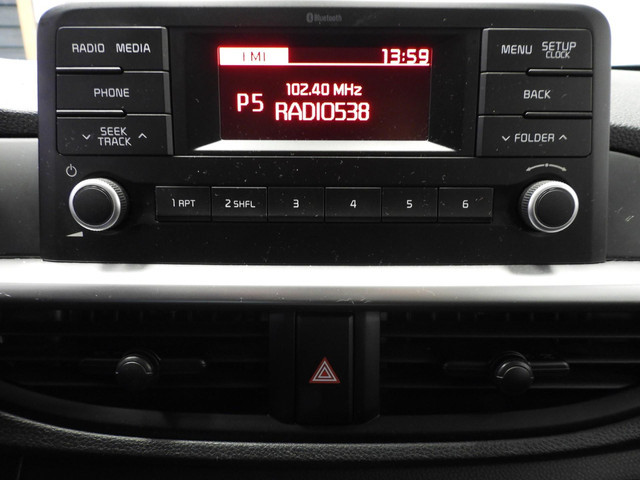 Bluetooth
RADIO MEDIA
FM1 13:59
MENU SETUP
CLOCK
PHONE
102.40 MHz
P5 RADIO538
BACK
SEEK
TRACK
FOLDER
1 RPT 2 SHFL 3 4 5 6